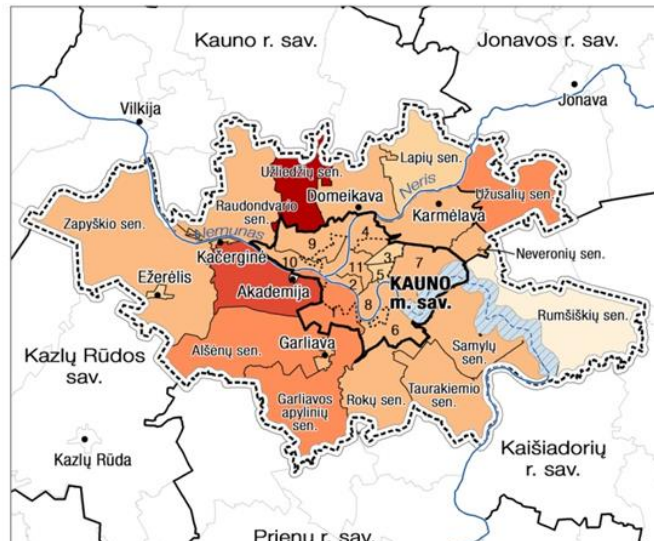 Kauno r. sav.
Jonavos r. sav.
Vilkija
Jonava
Užliedžių sen.
Lapių sen.
Neris
Domeikava
Užusalių sen.
Raudondvario
sen.
Zapyškio sen.
Karmėlava
Nemunas
Kačerginė
9
4
Neveronių sen.
10
11
3
7
5
Ežerėlis
Akademija
2
KAUNO
m. sav.
1
8
Rumšiškių sen.
6
Alšėnų sen.
Garliava
Samylų sen.
Kazlų Rūdos
sav.
Garliavos
apylinių
sen.
Rokų sen.
Taurakiemio
sen.
Kazlų Rūda
Kaišiadorių
r. sav.
Prienų r. sav.